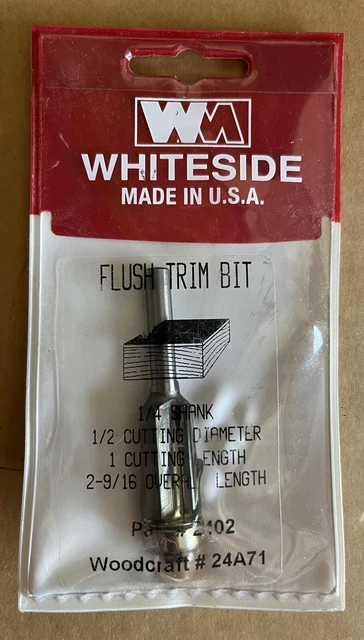 WM
WHITESIDE
MADE IN U.S.A.
FLUSH TRIM BIT
1/4 SHANK
1/2 CUTTING DIAMETER
1 CUTTING LENGTH
2-9/16 OVERALL LENGTH
# 2102
Woodcraft # 24A71